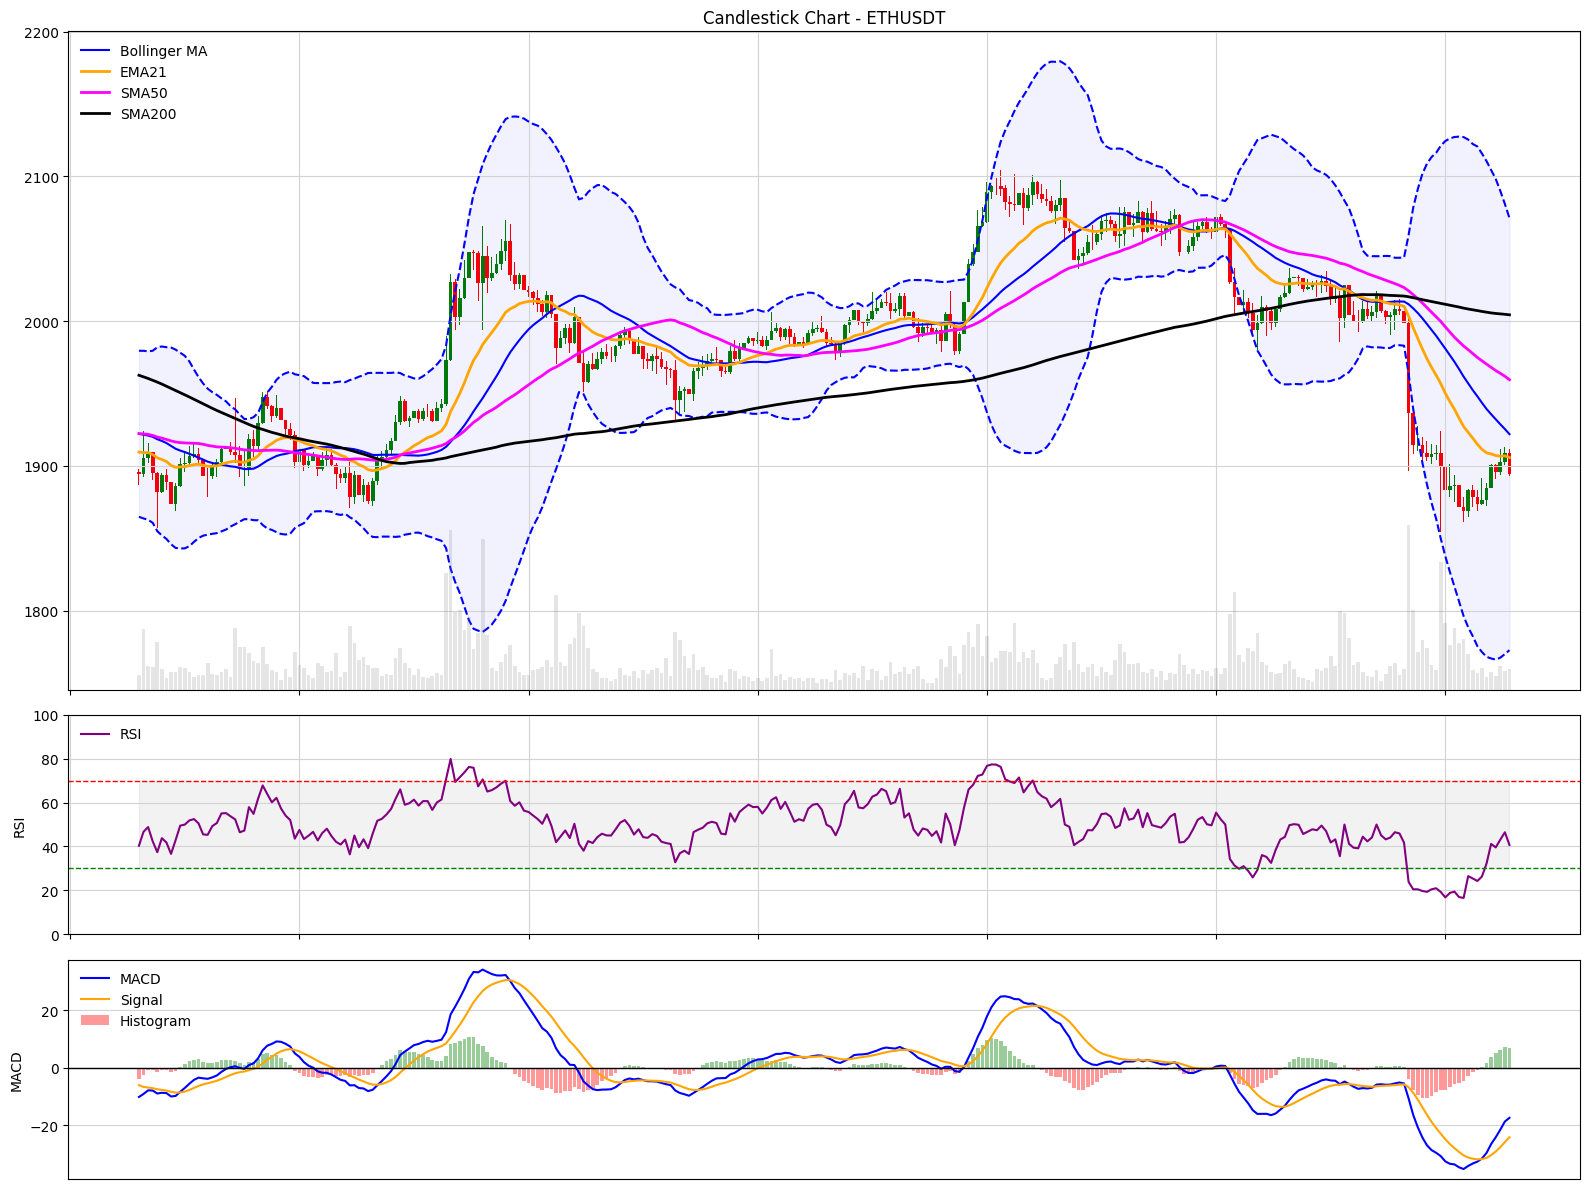 Candlestick Chart - ETHUSDT
2200
2100
2000
1900
1800
Bollinger MA
EMA21
SMA50
SMA200
100
80
60
40
20
0
RSI
RSI
20
0
−20
MACD
MACD
Signal
Histogram